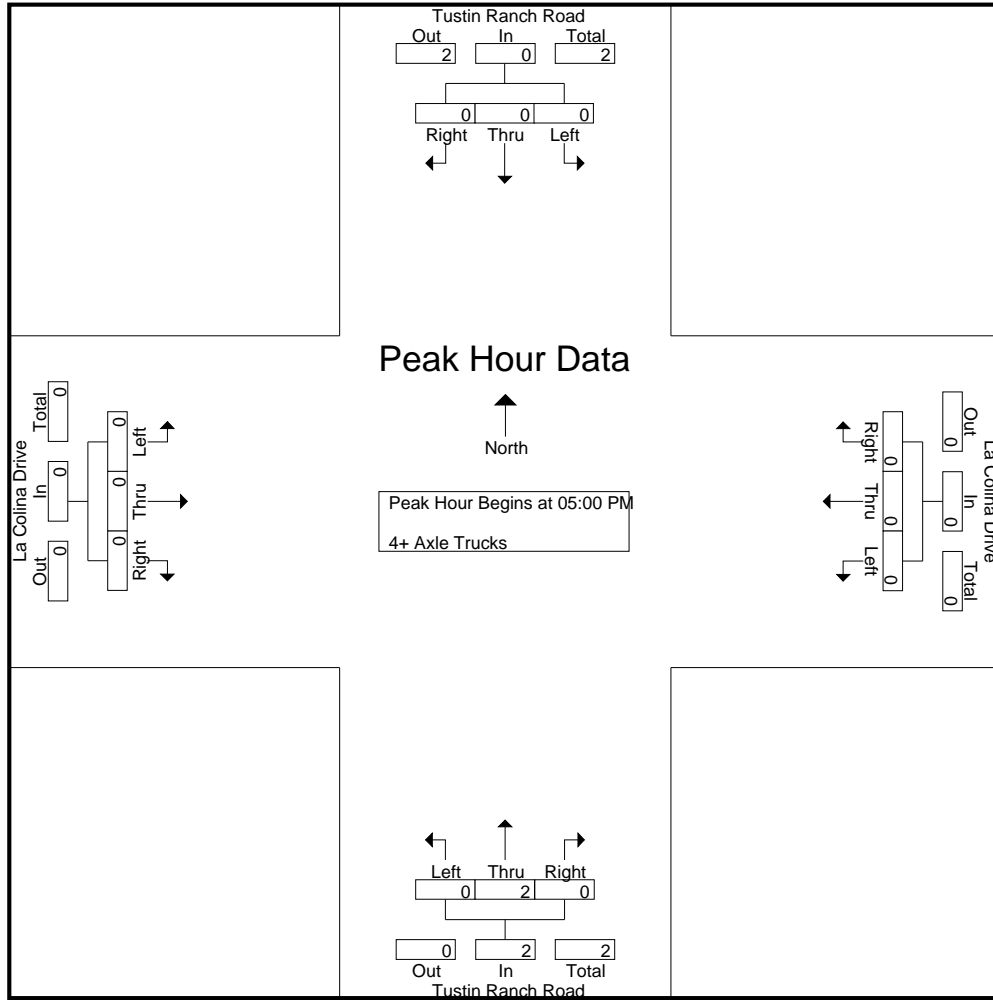 Tustin Ranch Road
Out In Total
2 0 2
0 0 0
Right Thru Left
Peak Hour Data
North
Peak Hour Begins at 05:00 PM
4+ Axle Trucks
La Colina Drive
Total In Out
0 0 0
0 0 0
Left Thru Right
La Colina Drive
Out In Total
0 0 0
0 0 0
Right Thru Left
Left Thru Right
0 2 0
0 2 2
Out In Total
Tustin Ranch Road